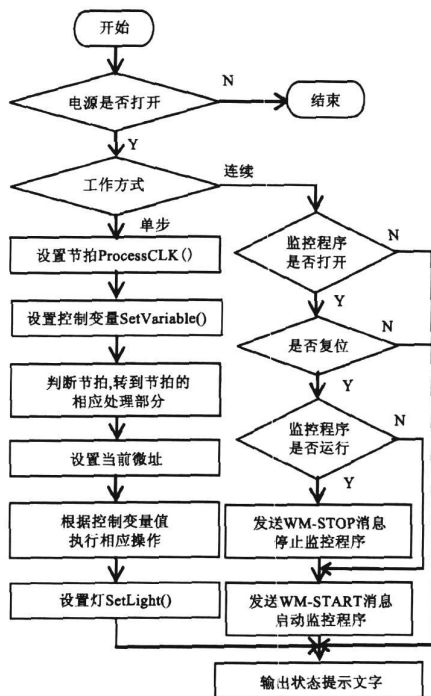 开始
电源是否打开
N
结束
Y
工作方式
连续
单步
设置节拍ProcessCLK()
监控程序
是否打开
N
Y
设置控制变量SetVariable()
是否复位
N
判断节拍,转到节拍的
相应处理部分
Y
监控程序
是否运行
N
设置当前微址
Y
根据控制变量值
执行相应操作
发送WM-STOP消息
停止监控程序
设置灯SetLight()
发送WM-START消息
启动监控程序
输出状态提示文字